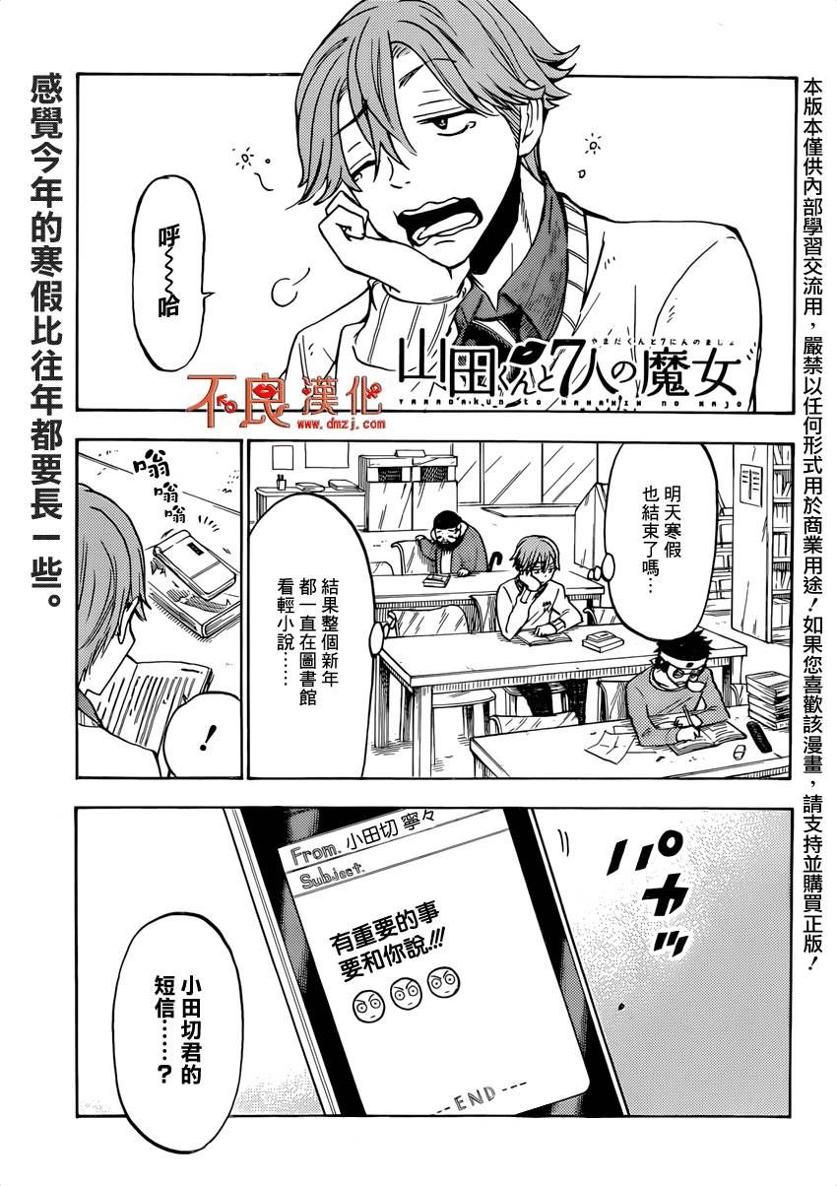 本版本僅供內部學習交流用，嚴禁以任何形式用於商業用途！如果您喜歡該漫畫，請支持並購買正版！
呼～～～哈
やまだくんと7にんのまじょ
山田くんと7人の魔女
YAMADAKUN to NANANIN no MAJO
不良漢化
www.dmzj.com
感覺今年的寒假比往年都要長一些。
明天寒假
也結束了嗎…
結果整個新年
都一直在圖書館
看輕小說……
嗡
嗡
嗡
！
パカッ
From. 小田切 寧々
Subject.
有重要的事
要和你說!!!
---END---
小田切君的
短信……？